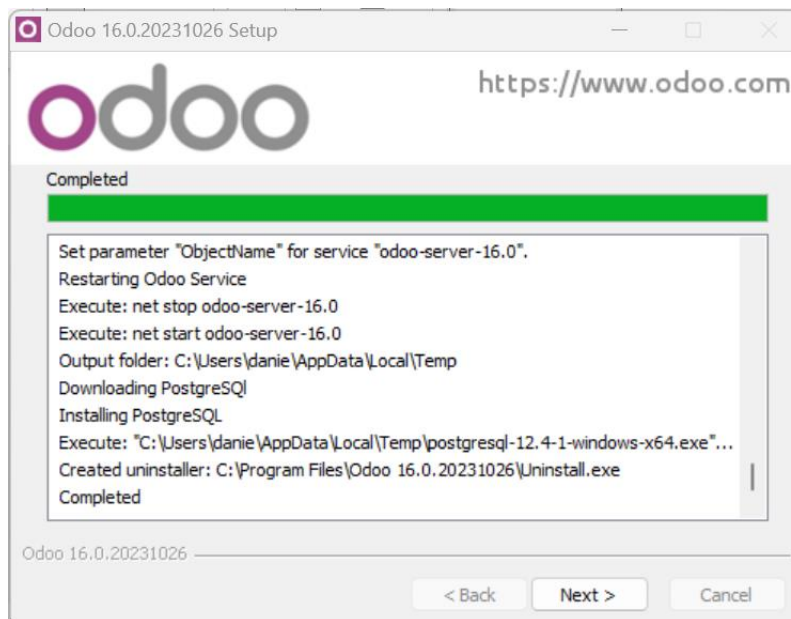 Odoo 16.0.20231026 Setup
odoo
https://www.odoo.com
Completed
Set parameter "ObjectName" for service "odoo-server-16.0".
Restarting Odoo Service
Execute: net stop odoo-server-16.0
Execute: net start odoo-server-16.0
Output folder: C:\Users\danie\AppData\Local\Temp
Downloading PostgreSQl
Installing PostgreSQL
Execute: "C:\Users\danie\AppData\Local\Temp\postgresql-12.4-1-windows-x64.exe"...
Created uninstaller: C:\Program Files\Odoo 16.0.20231026\Uninstall.exe
Completed
Odoo 16.0.20231026
< Back Next > Cancel